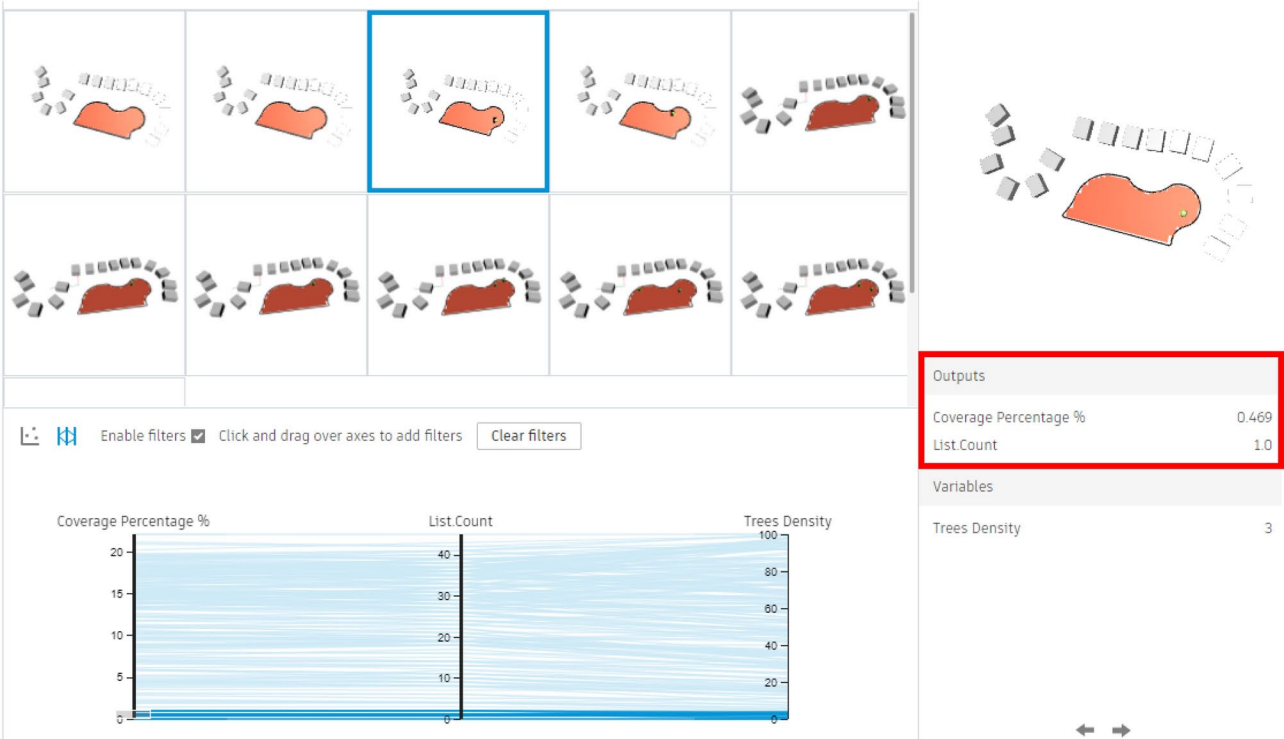 Outputs
Coverage Percentage % 0.469
List.Count 1.0
Variables
Trees Density 3
Enable filters Click and drag over axes to add filters Clear filters
Coverage Percentage % List.Count Trees Density
20
15
10
5
0
40
30
20
10
0
100
80
60
40
20
0